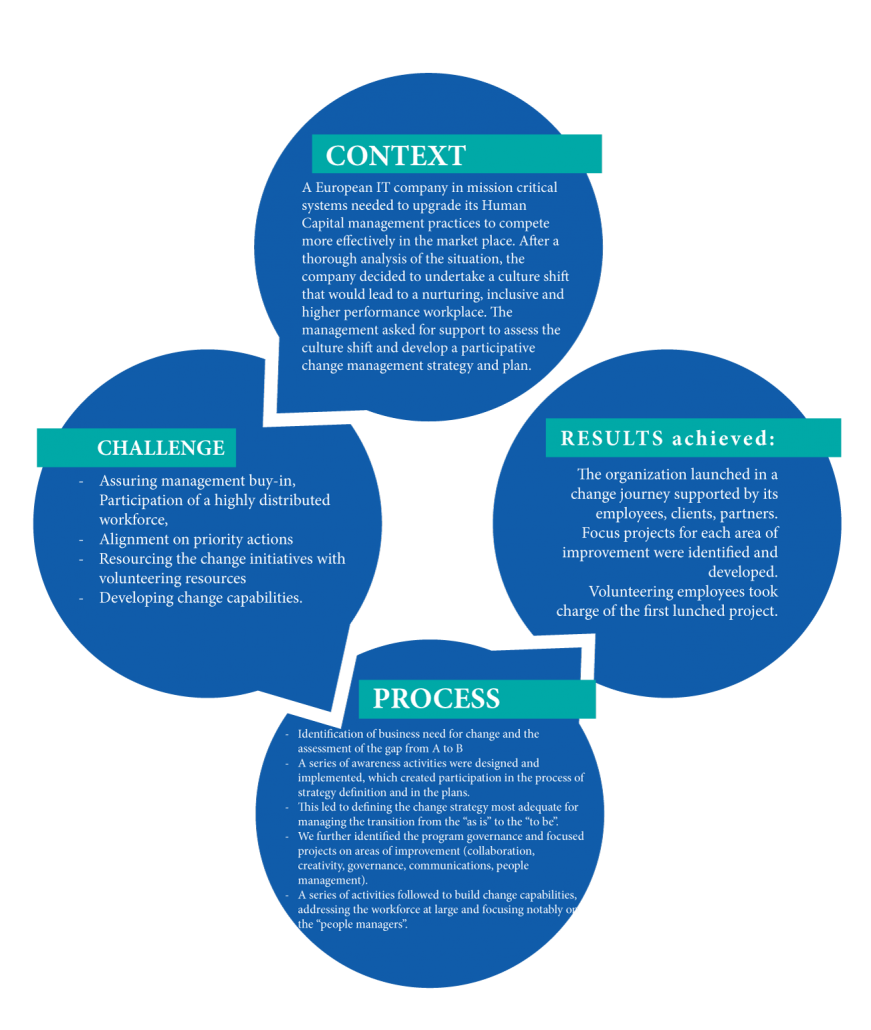 CONTEXT
A European IT company in mission critical
systems needed to upgrade its Human
Capital management practices to compete
more effectively in the market place. After a
thorough analysis of the situation, the
company decided to undertake a culture shift
that would lead to a nurturing, inclusive and
higher performance workplace. The
management asked for support to assess the
culture shift and develop a participative
change management strategy and plan.
CHALLENGE
- Assuring management buy-in,
Participation of a highly distributed
workforce,
- Alignment on priority actions
- Resourcing the change initiatives with
volunteering resources
- Developing change capabilities.
PROCESS
- Identification of business need for change and the
assessment of the gap from A to B
- A series of awareness activities were designed and
implemented, which created participation in the process of
strategy definition and in the plans.
- This led to defining the change strategy most adequate for
managing the transition from the “as is” to the “to be”.
- We further identified the program governance and focused
projects on areas of improvement (collaboration,
creativity, governance, communications, people
management).
- A series of activities followed to build change capabilities,
addressing the workforce at large and focusing notably on
the “people managers”.
RESULTS achieved:
The organization launched in a
change journey supported by its
employees, clients, partners.
Focus projects for each area of
improvement were identified and
developed.
Volunteering employees took
charge of the first lunched project.